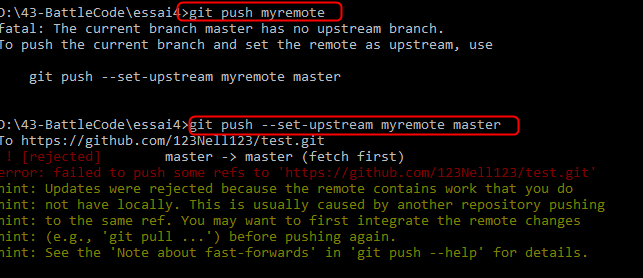 D:\43-BattleCode\essai4>git push myremote
fatal: The current branch master has no upstream branch.
To push the current branch and set the remote as upstream, use
git push --set-upstream myremote master
D:\43-BattleCode\essai4>git push --set-upstream myremote master
To https://github.com/123Nell123/test.git
! [rejected] master -> master (fetch first)
error: failed to push some refs to 'https://github.com/123Nell123/test.git'
hint: Updates were rejected because the remote contains work that you do
hint: not have locally. This is usually caused by another repository pushing
hint: to the same ref. You may want to first integrate the remote changes
hint: (e.g., 'git pull ...') before pushing again.
hint: See the 'Note about fast-forwards' in 'git push --help' for details.